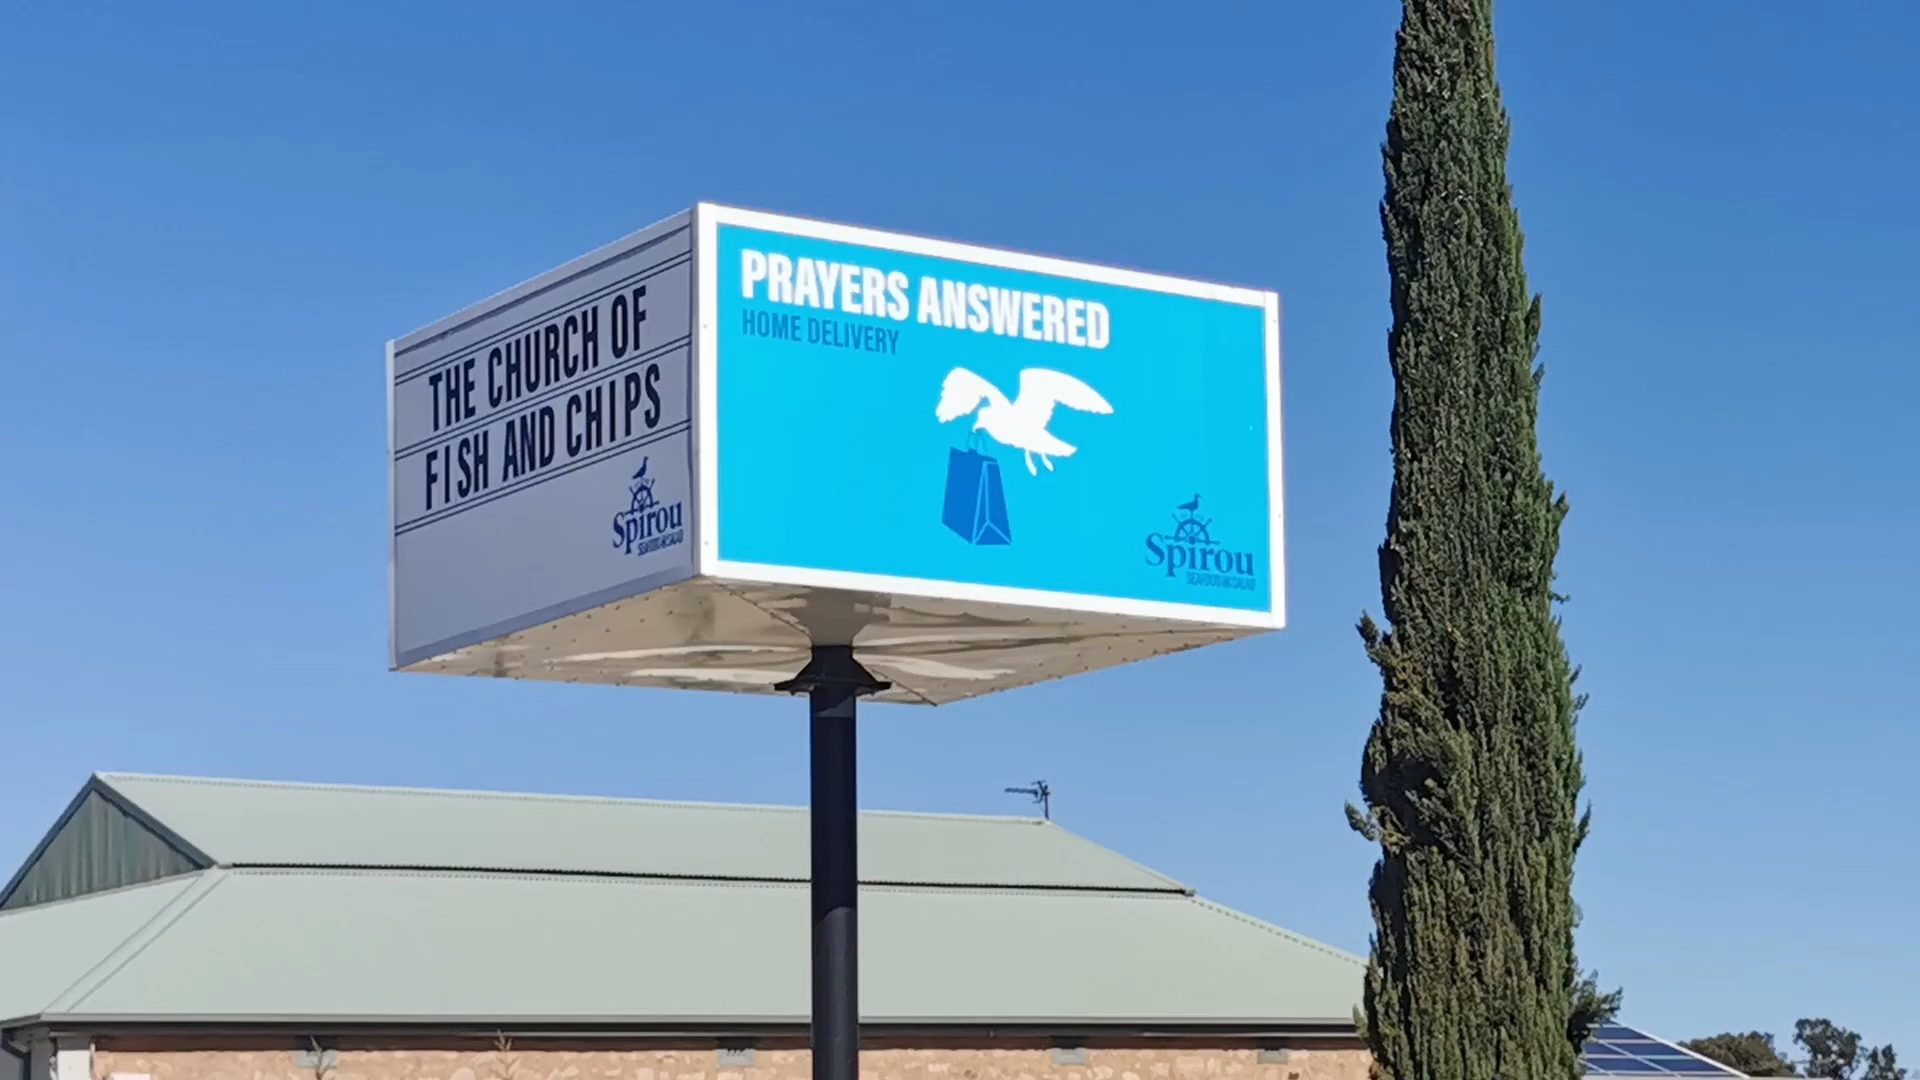 THE CHURCH OF
FISH AND CHIPS
Spirou
PRAYERS ANSWERED
HOME DELIVERY
Spirou